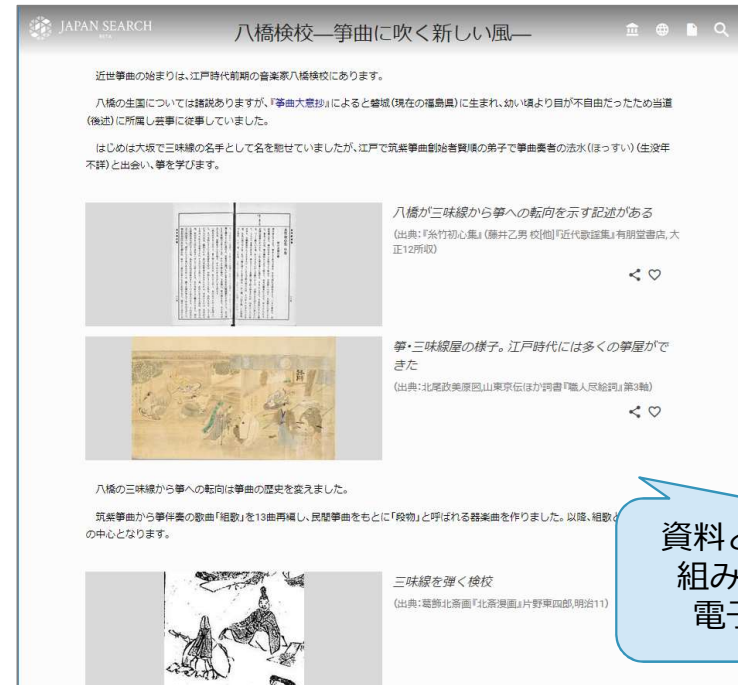 JAPAN SEARCH
BETA
八橋検校―箏曲に吹く新しい風―
近世箏曲の始まりは、江戸時代前期の音楽家八橋検校にあります。
八橋の生国については諸説ありますが、『箏曲大意抄』によると磐城(現在の福島県)に生まれ、幼い頃より目が不自由だったため当道
(後述)に所属し芸事に従事していました。
はじめは大坂で三味線の名手として名を馳せていましたが、江戸で筑紫箏曲創始者賢順の弟子で箏曲奏者の法水(ほっすい)(生没年
不詳)と出会い、箏を学びます。
八橋が三味線から箏への転向を示す記述がある
(出典:『糸竹初心集』(藤井乙男 校[他]『近代歌謡集』有朋堂書店, 大
正12所収)
箏・三味線屋の様子。江戸時代には多くの箏屋がで
きた
(出典:北尾政美原図,山東京伝ほか詞書『職人尽絵詞』第3軸)
八橋の三味線から箏への転向は箏曲の歴史を変えました。
筑紫箏曲から箏伴奏の歌曲「組歌」を13曲再編し、民間箏曲をもとに「段物」と呼ばれる器楽曲を作りました。以降、組歌と
の中心となります。
資料と
組み
電子
三味線を弾く検校
(出典:葛飾北斎画『北斎漫画』片野東四郎,明治11)